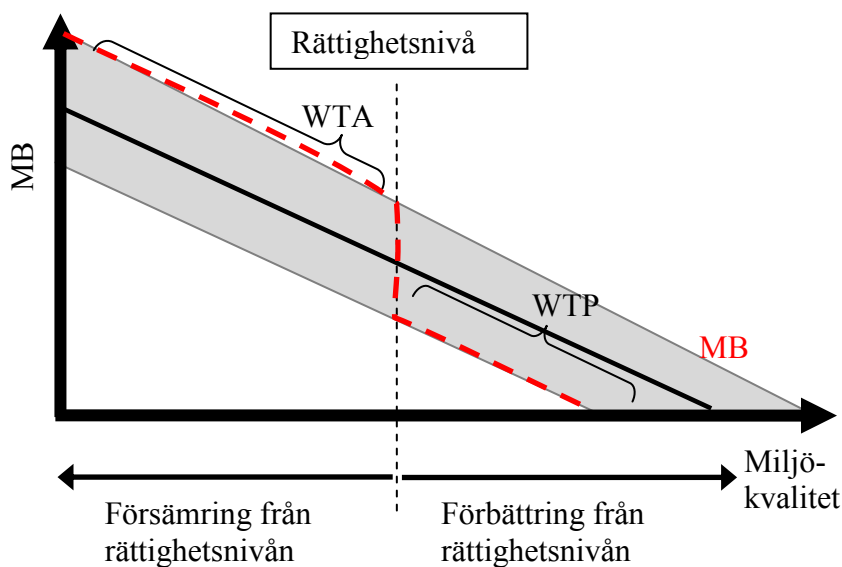 Rättighetsnivå
WTA
MB
WTP
MB
Miljö-
kvalitet
Försämring från
rättighetsnivån
Förbättring från
rättighetsnivån